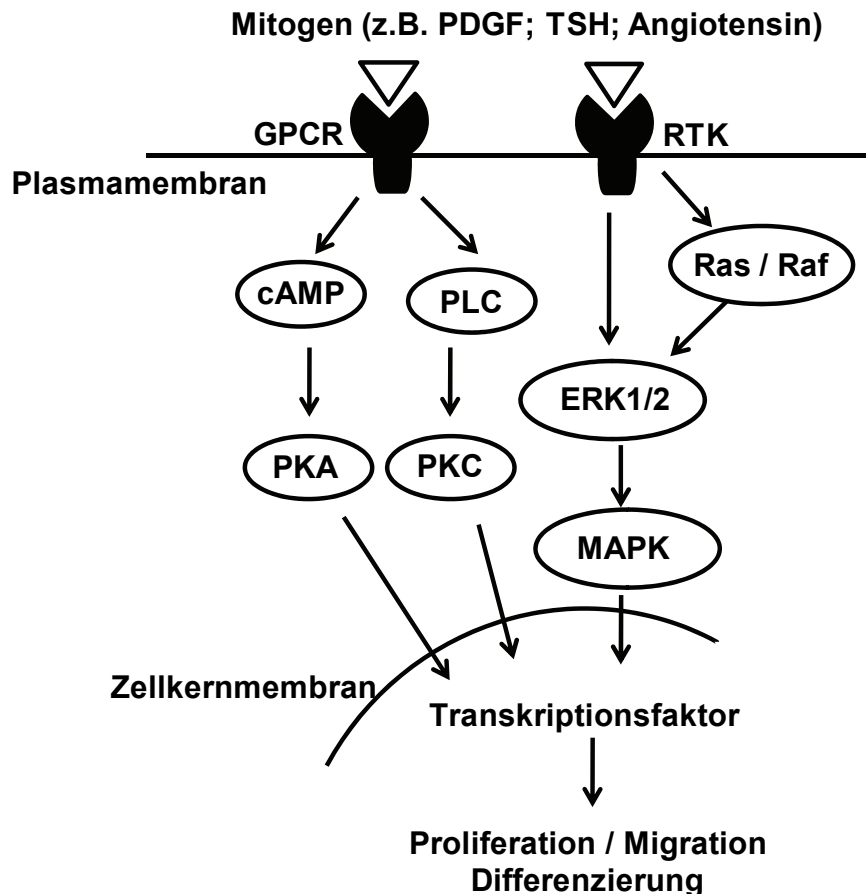 Mitogen (z.B. PDGF; TSH; Angiotensin)
GPCR
RTK
Plasmamembran
cAMP
PLC
Ras / Raf
ERK1/2
PKA
PKC
MAPK
Zellkernmembran
Transkriptionsfaktor
Proliferation / Migration
Differenzierung